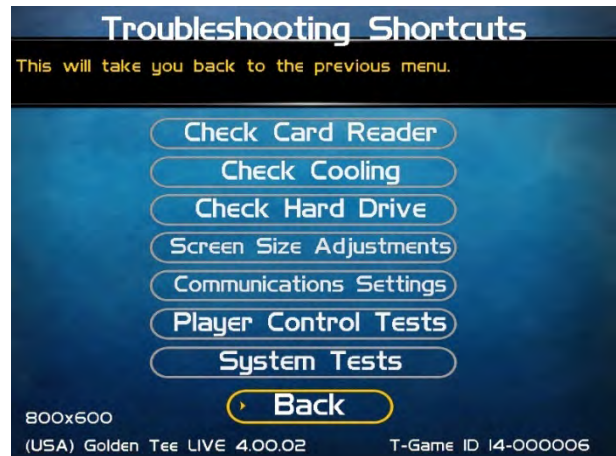 Troubleshooting Shortcuts
This will take you back to the previous menu.
Check Card Reader
Check Cooling
Check Hard Drive
Screen Size Adjustments
Communications Settings
Player Control Tests
System Tests
Back
800x600
(USA) Golden Tee LIVE 4.00.02 T-Game ID 14-000006